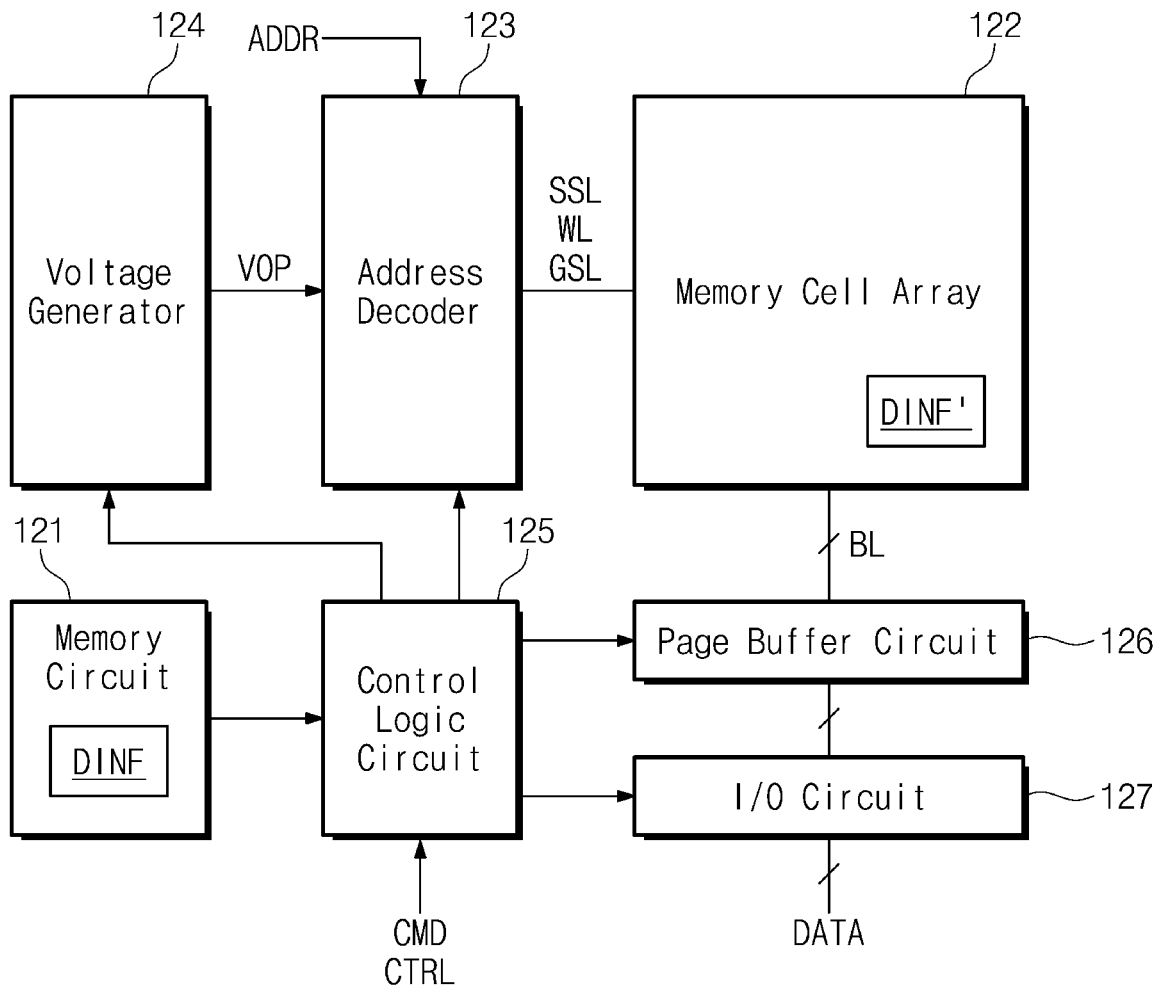 124
ADDR
123
122
Voltage
Generator
VOP
Address
Decoder
SSL
WL
GSL
Memory Cell Array
DINF'
BL
121
Memory
Circuit
DINF
125
Control
Logic
Circuit
Page Buffer Circuit
126
I/O Circuit
127
CMD
CTRL
DATA